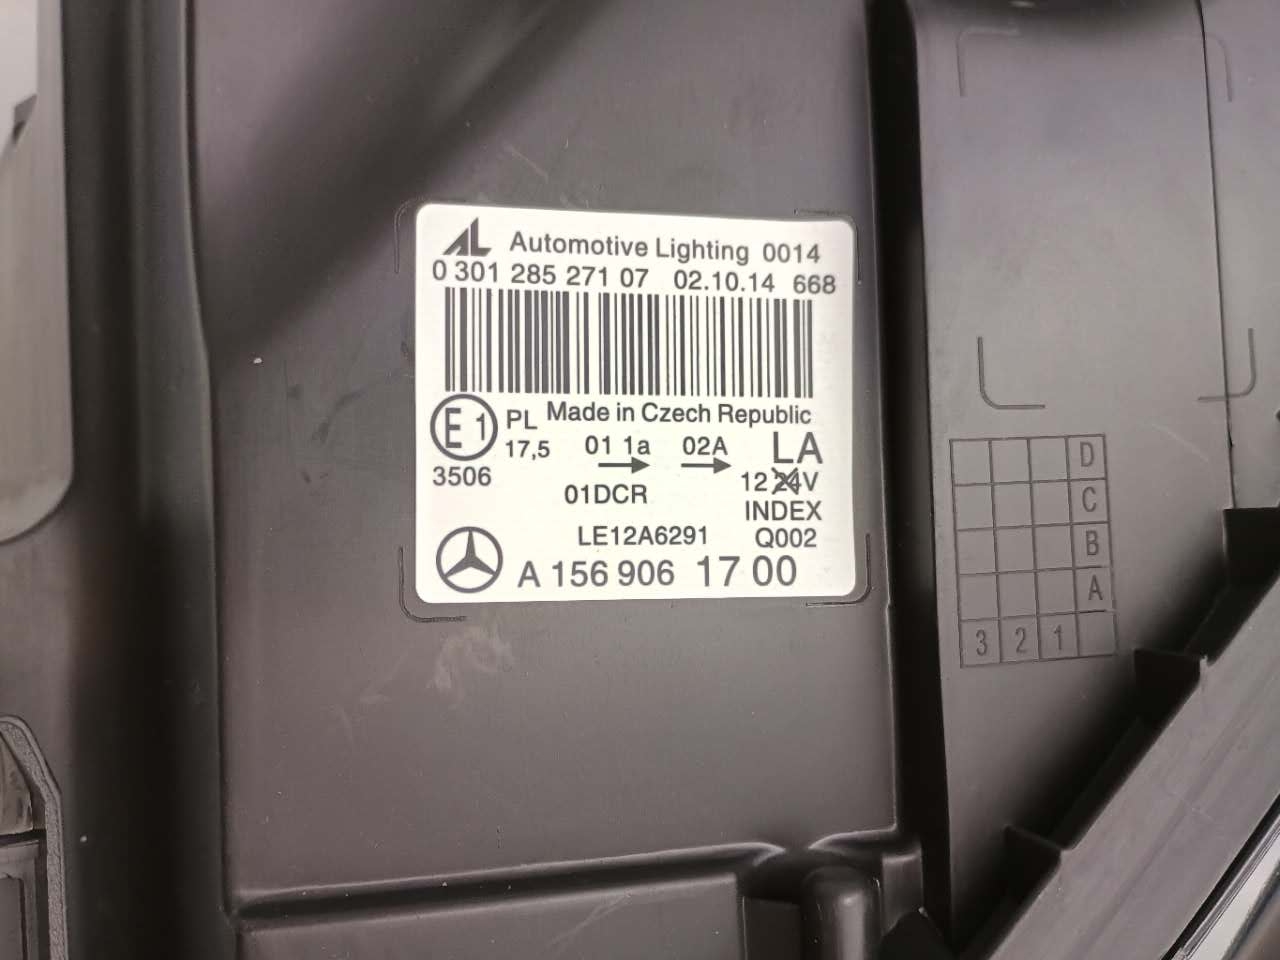 AL Automotive Lighting 0014
0 301 285 271 07 02.10.14 668
E1 PL Made in Czech Republic
17,5 01 1a 02A LA
3506 → → 12 24V
01DCR INDEX
LE12A6291 Q002
A 156 906 17 00
D
C
B
A
3 2 1